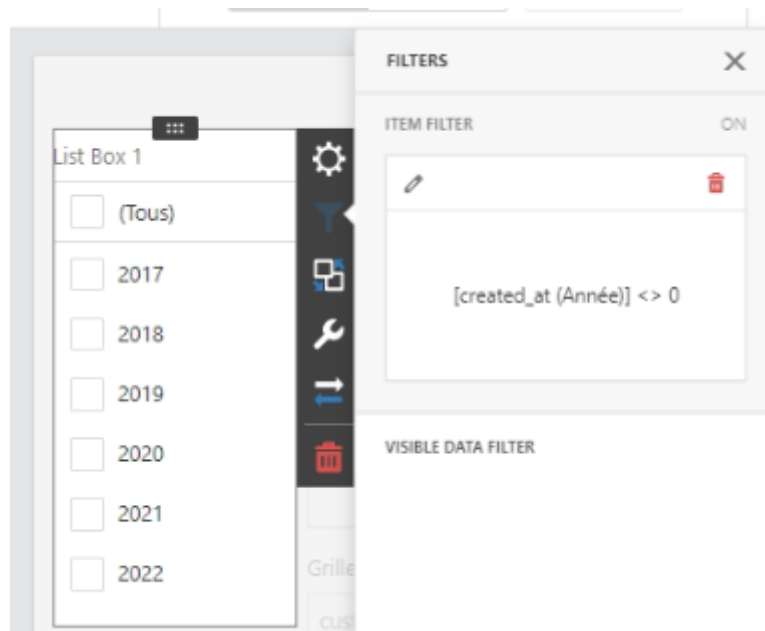 FILTERS
ITEM FILTER
ON
List Box 1
(Tous)
2017
2018
2019
2020
2021
2022
[created_at (Année)] <> 0
VISIBLE DATA FILTER
Grille
cust